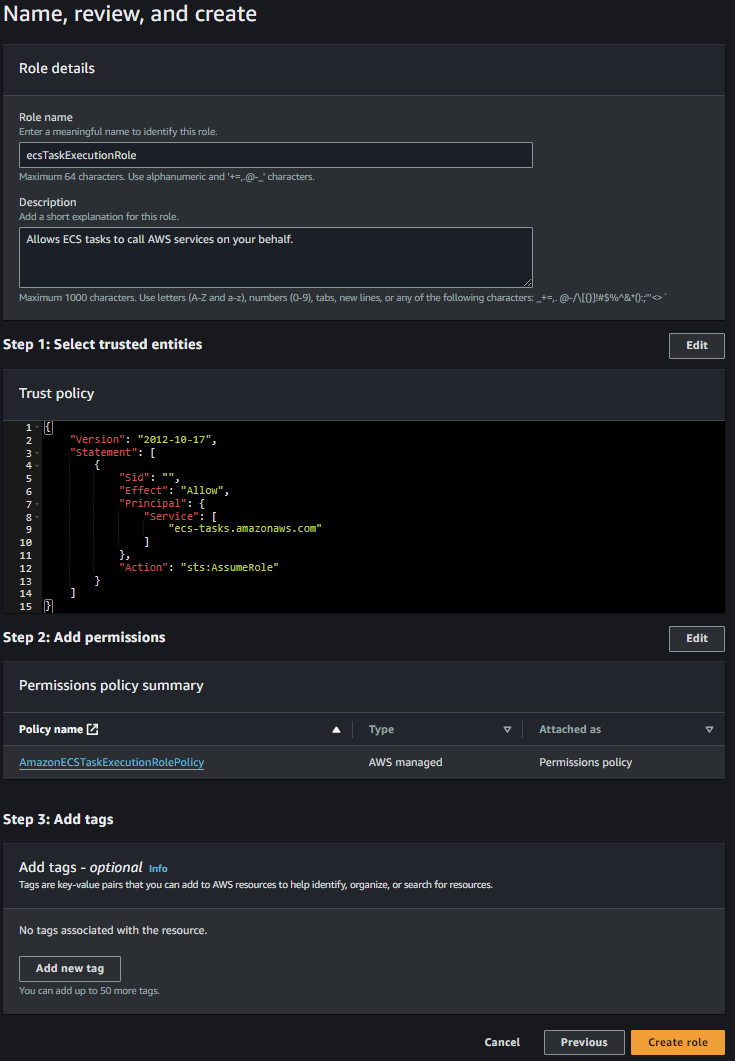 Name, review, and create
Role details
Role name
Enter a meaningful name to identify this role.
ecsTaskExecutionRole
Maximum 64 characters. Use alphanumeric and '+=,.@-_' characters.
Description
Add a short explanation for this role.
Allows ECS tasks to call AWS services on your behalf.
Maximum 1000 characters. Use letters (A-Z and a-z), numbers (0-9), tabs, new lines, or any of the following characters: _+=,. @-/\[{}]!#$%^&*();:"'<>`
Step 1: Select trusted entities
Edit
Trust policy
1 {
2 "Version": "2012-10-17",
3 "Statement": [
4 {
5 "Sid": "",
6 "Effect": "Allow",
7 "Principal": {
8 "Service": [
9 "ecs-tasks.amazonaws.com"
10 ]
11 },
12 "Action": "sts:AssumeRole"
13 }
14 ]
15 }
Step 2: Add permissions
Edit
Permissions policy summary
Policy name Type Attached as
AmazonECSTaskExecutionRolePolicy AWS managed Permissions policy
Step 3: Add tags
Add tags - optional Info
Tags are key-value pairs that you can add to AWS resources to help identify, organize, or search for resources.
No tags associated with the resource.
Add new tag
You can add up to 50 more tags.
Cancel Previous Create role